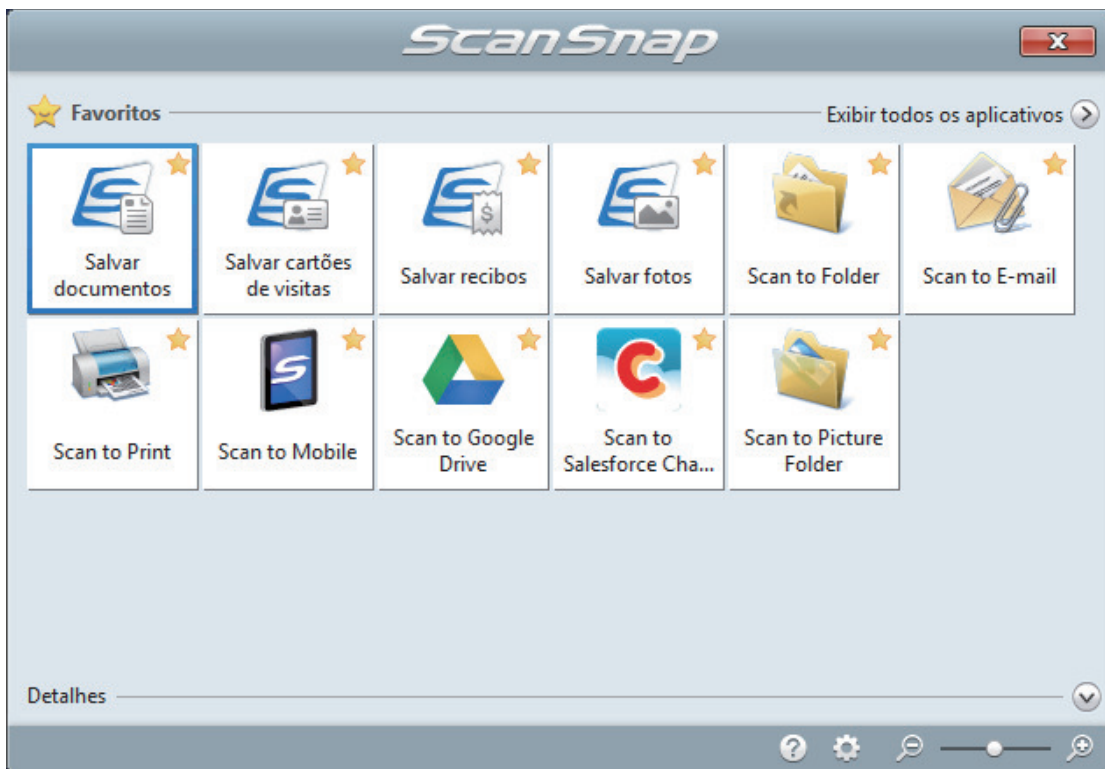 ScanSnap
Favoritos
Exibir todos os aplicativos
Salvar
documentos
Salvar cartões
de visitas
Salvar recibos
Salvar fotos
Scan to Folder
Scan to E-mail
Scan to Print
Scan to Mobile
Scan to Google
Drive
Scan to
Salesforce Cha...
Scan to Picture
Folder
Detalhes